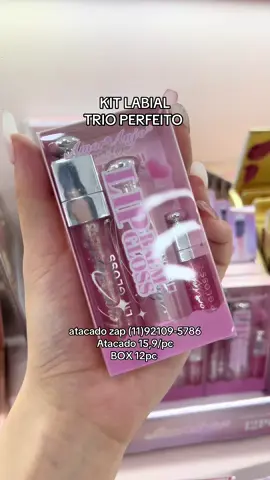 KIT LABIAL
TRIO PERFEITO
LIP GLOSS
atacado zap (11)92109-5786
Atacado 15,9/pc
BOX 12pc